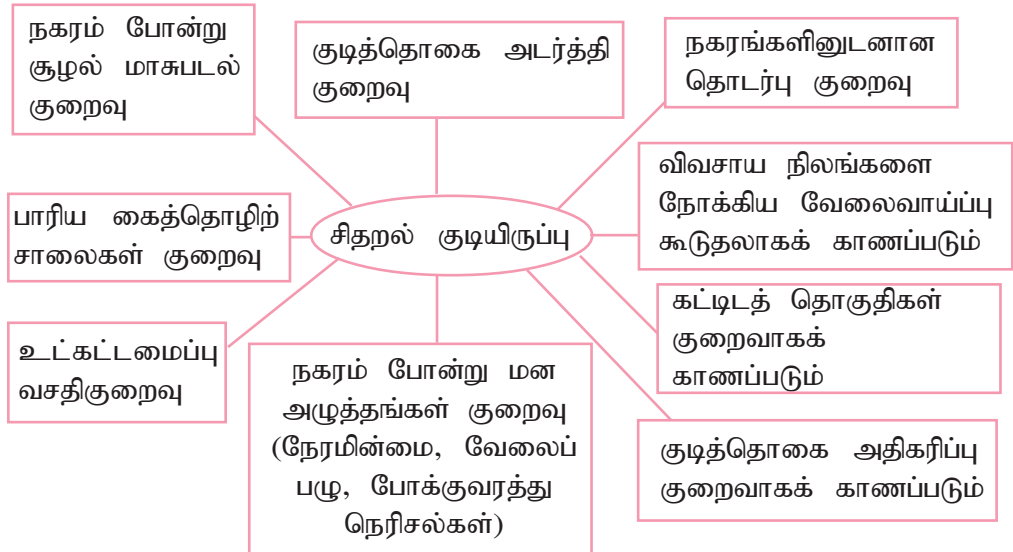 நகரம் போன்று
சூழல் மாசுபடல்
குறைவு
குடித்தொகை அடர்த்தி
குறைவு
நகரங்களினுடனான
தொடர்பு குறைவு
விவசாய நிலங்களை
நோக்கிய வேலைவாய்ப்பு
கூடுதலாகக் காணப்படும்
பாரிய கைத்தொழிற்
சாலைகள் குறைவு
சிதறல் குடியிருப்பு
கட்டிடத் தொகுதிகள்
குறைவாகக்
காணப்படும்
உட்கட்டமைப்பு
வசதிகுறைவு
நகரம் போன்று மன
அழுத்தங்கள் குறைவு
(நேரமின்மை, வேலைப்
பழு, போக்குவரத்து
நெரிசல்கள்)
குடித்தொகை அதிகரிப்பு
குறைவாகக் காணப்படும்